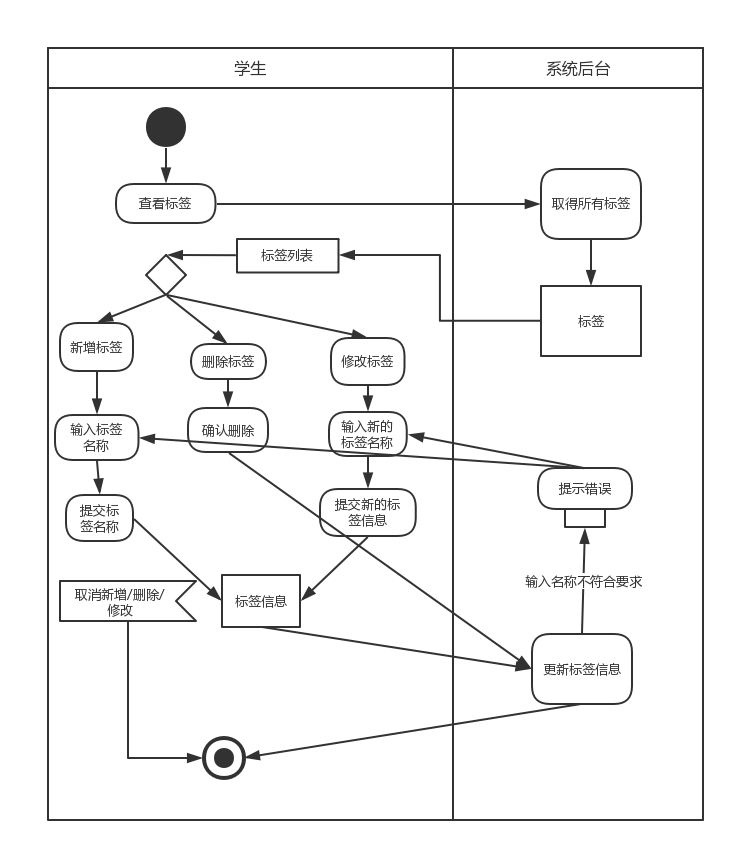 学生
系统后台
查看标签
取得所有标签
标签列表
标签
新增标签
删除标签
修改标签
输入标签
名称
确认删除
输入新的
标签名称
提交标
签名称
提交新的标
签信息
提示错误
取消新增/删除/
修改
标签信息
输入名称不符合要求
更新标签信息